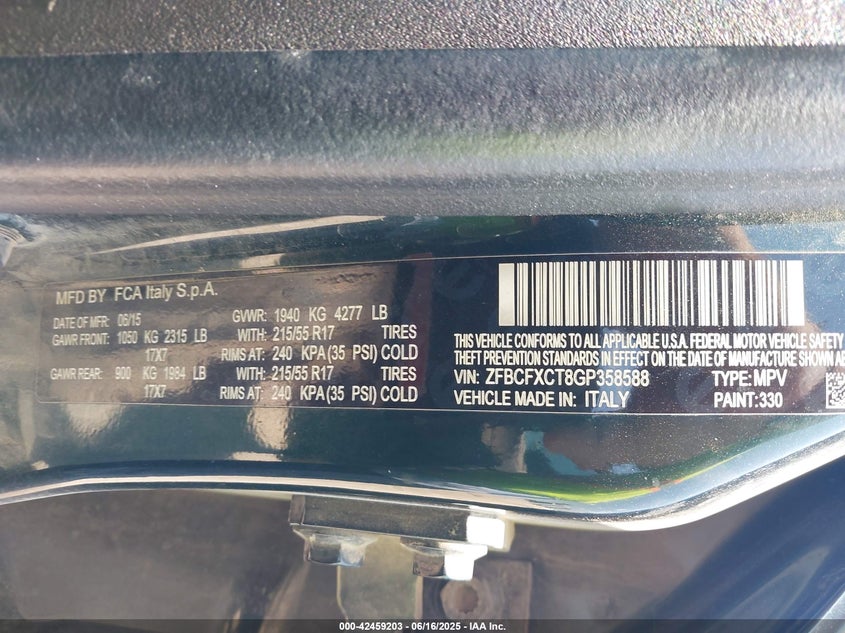 MFD BY FCA Italy S.p.A.
DATE OF MFR: 06/15 GVWR: 1940 KG 4277 LB
GAWR FRONT: 1050 KG 2315 LB WITH: 215/55 R17 TIRES
17X7 RIMS AT: 240 KPA (35 PSI) COLD
GAWR REAR: 900 KG 1984 LB WITH: 215/55 R17 TIRES
17X7 RIMS AT: 240 KPA (35 PSI) COLD
THIS VEHICLE CONFORMS TO ALL APPLICABLE U.S.A. FEDERAL MOTOR VEHICLE SAFETY
THEFT PREVENTION STANDARDS IN EFFECT ON THE DATE OF MANUFACTURE SHOWN
VIN: ZFBCFXCT8GP358588 TYPE: MPV
VEHICLE MADE IN: ITALY PAINT: 330
000-42459203 - 06/16/2025 - IAA Inc.